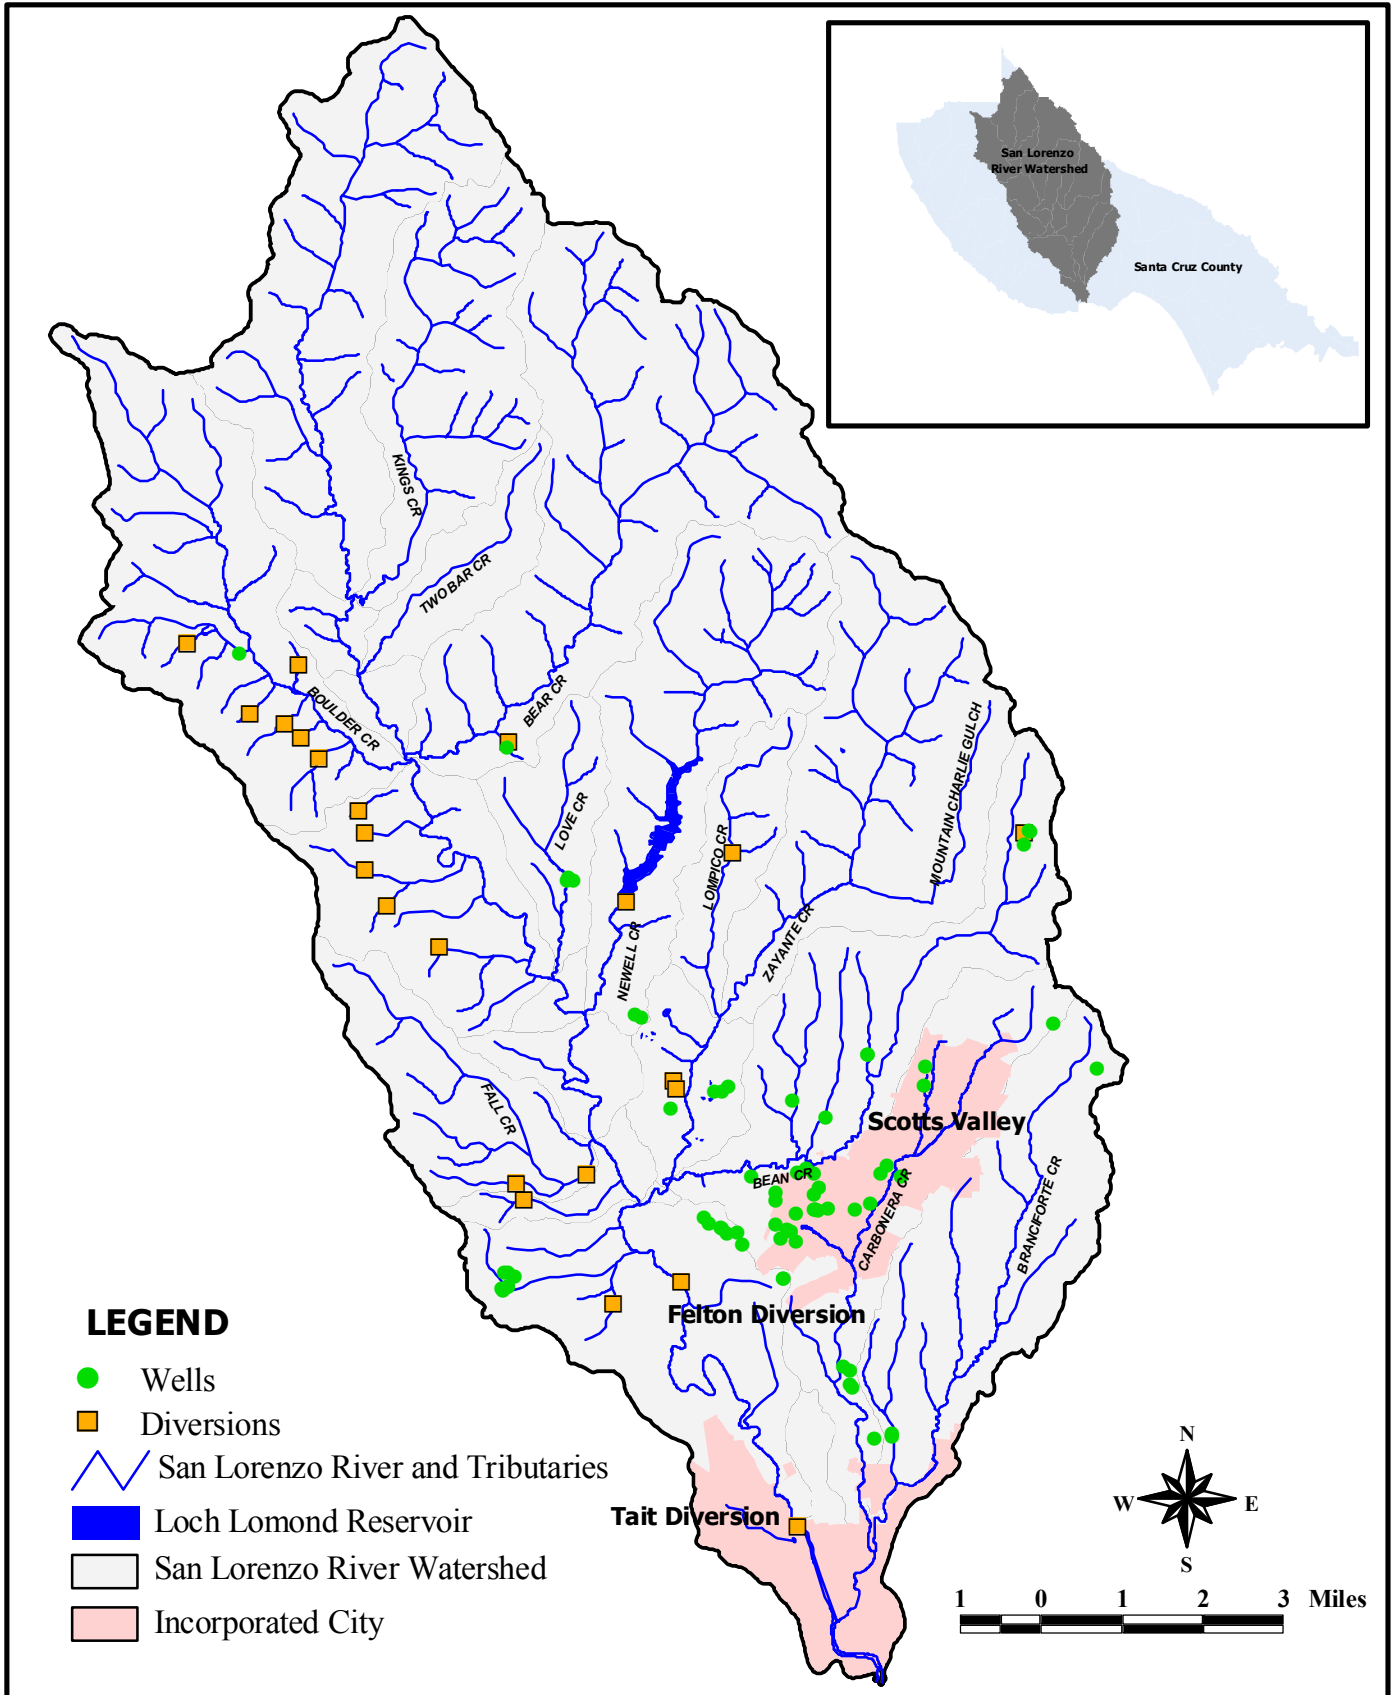 San Lorenzo
River Watershed
Santa Cruz County
KINGS CR
TWO BAR CR
BEAR CR
BOULDER CR
LOVE CR
NEWELL CR
LOMPICO CR
ZAYANTE CR
MOUNTAIN CHARLIE GULCH
FALL CR
Scotts Valley
BEAN CR
CARBONERA CR
BRANCIFORTE CR
Felton Diversion
Tait Diversion
LEGEND
Wells
Diversions
San Lorenzo River and Tributaries
Loch Lomond Reservoir
San Lorenzo River Watershed
Incorporated City
N
W E
S
1 0 1 2 3 Miles